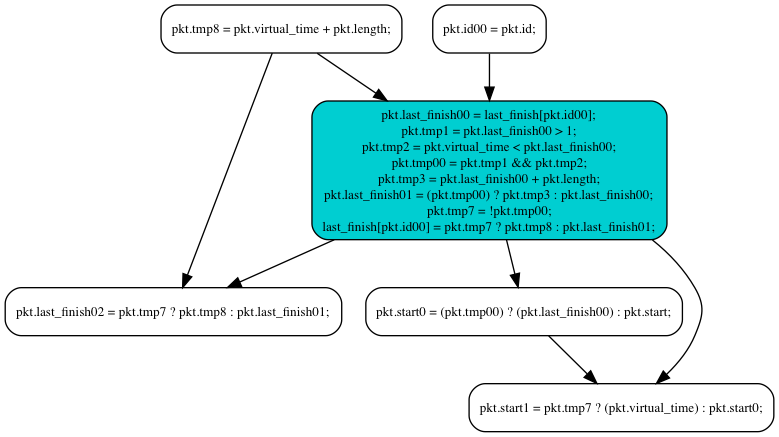 pkt.tmp8 = pkt.virtual_time + pkt.length;
pkt.id00 = pkt.id;
pkt.last_finish00 = last_finish[pkt.id00];
pkt.tmp1 = pkt.last_finish00 > 1;
pkt.tmp2 = pkt.virtual_time < pkt.last_finish00;
pkt.tmp00 = pkt.tmp1 && pkt.tmp2;
pkt.tmp3 = pkt.last_finish00 + pkt.length;
pkt.last_finish01 = (pkt.tmp00) ? pkt.tmp3 : pkt.last_finish00;
pkt.tmp7 = !pkt.tmp00;
last_finish[pkt.id00] = pkt.tmp7 ? pkt.tmp8 : pkt.last_finish01;
pkt.last_finish02 = pkt.tmp7 ? pkt.tmp8 : pkt.last_finish01;
pkt.start0 = (pkt.tmp00) ? (pkt.last_finish00) : pkt.start;
pkt.start1 = pkt.tmp7 ? (pkt.virtual_time) : pkt.start0;